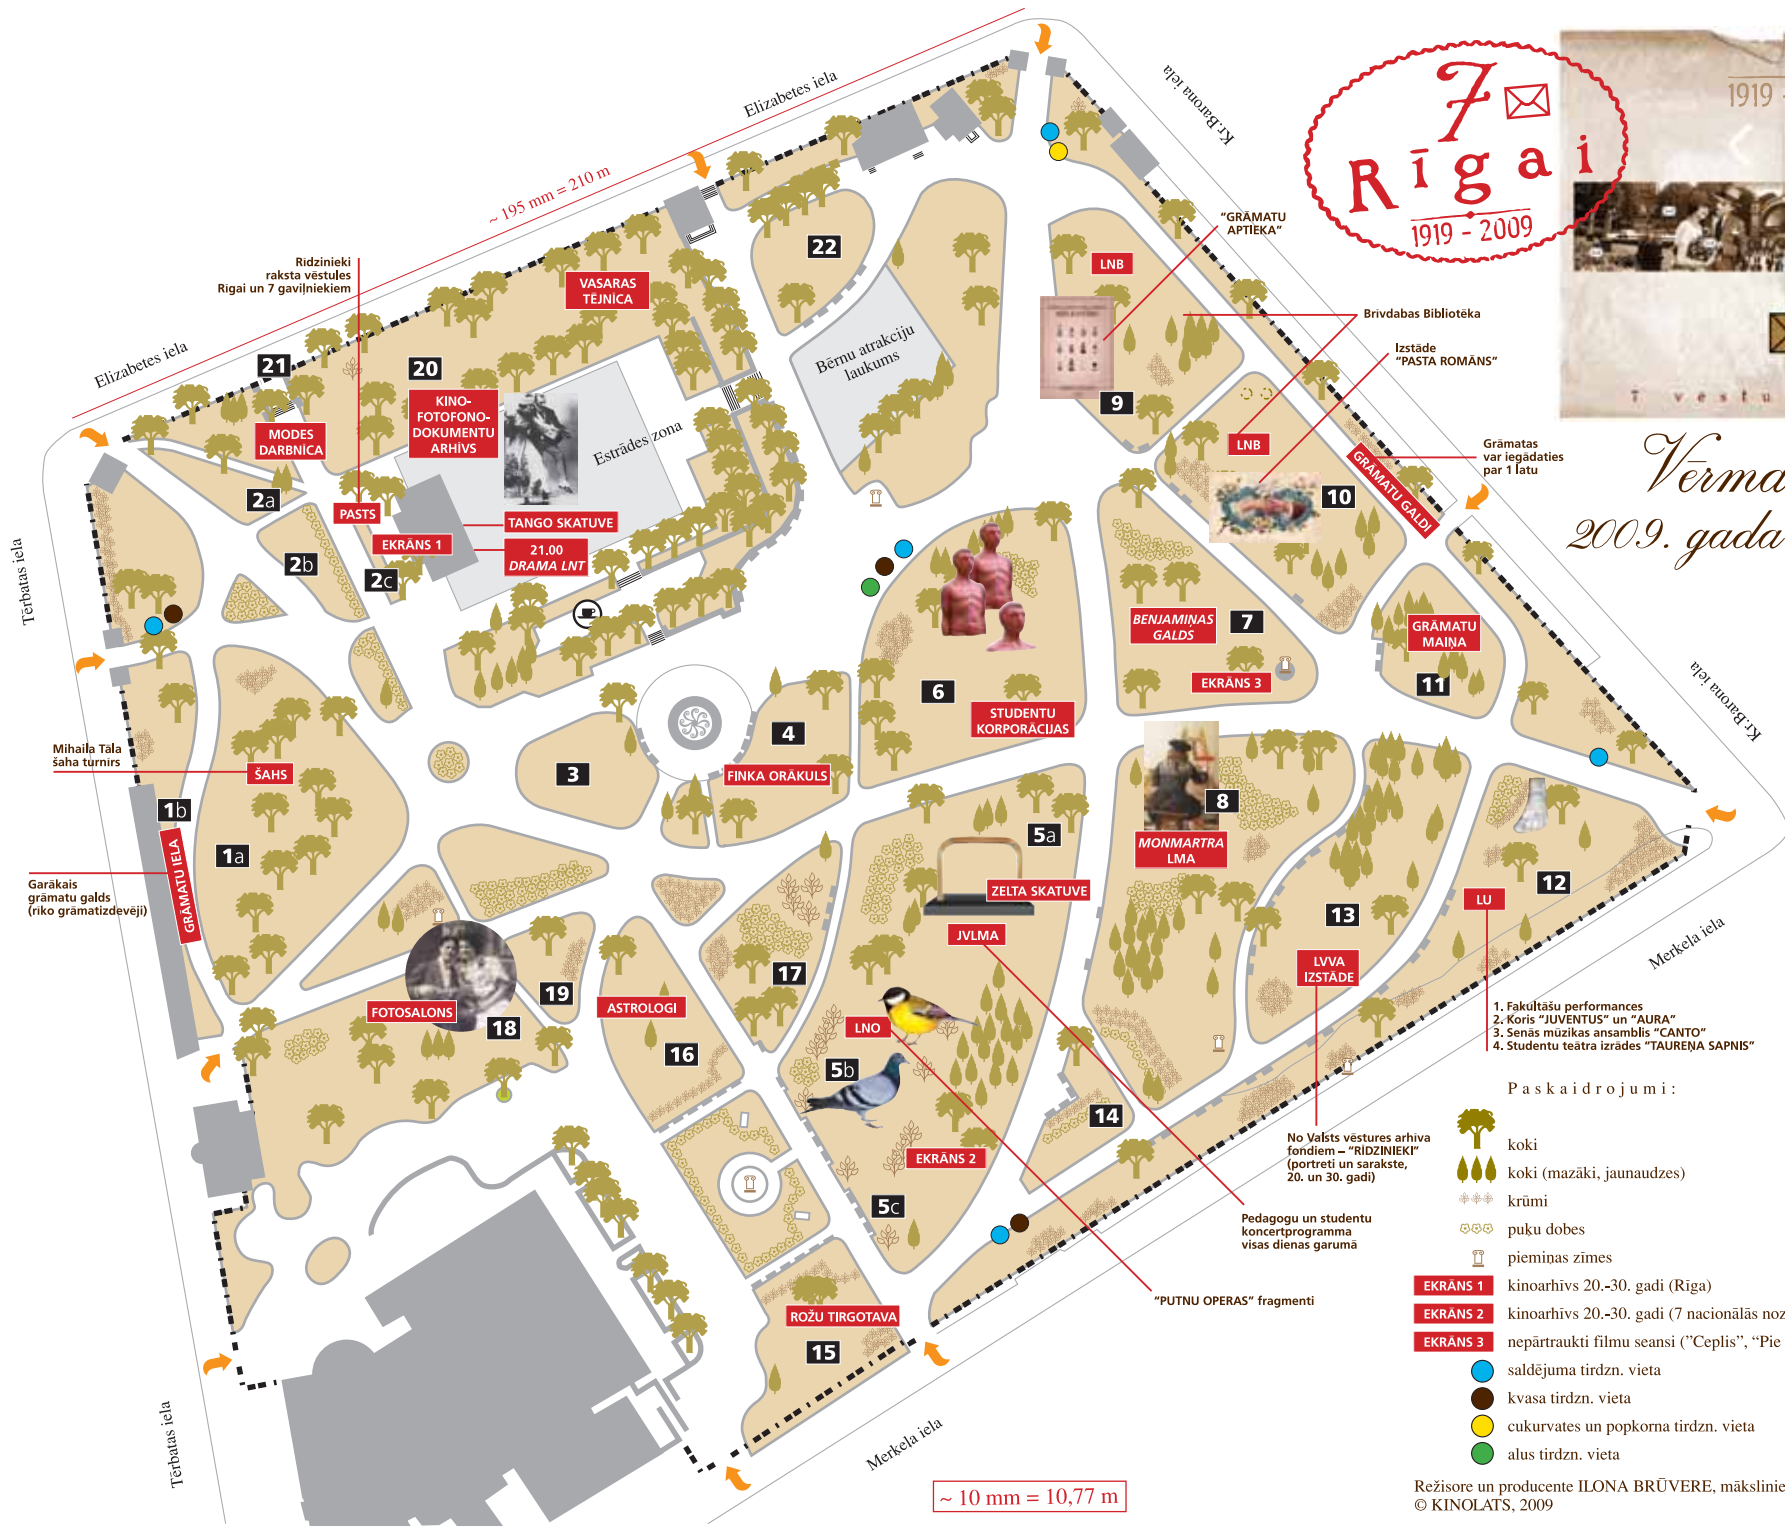 Elizabetes iela
Kr.Barona iela
7
Rīgai
1919 - 2009
1919 -
~ 195 mm = 210 m
"GRĀMATU
APTIEKA"
22
LNB
Rīdzinieki
raksta vēstules
Rīgai un 7 gaviļniekiem
VASARAS
TĒJNĪCA
Brīvdabas Bibliotēka
Izstāde
"PASTA ROMĀNS"
Elizabetes iela
21
20
Bērnu atrakciju
laukums
9
KINO-
FOTOFONO-
DOKUMENTU
ARHĪVS
MODES
DARBNĪCA
Estrādes zona
LNB
Grāmatas
var iegādaties
par 1 latu
GRĀMATU GALDI
Vērma
2009. gada
2a
10
PASTS
TANGO SKATUVE
EKRĀNS 1
21.00
DRAMA LNT
2b
2c
Tērbatas iela
BENJAMIŅAS
GALDS
7
GRĀMATU
MAIŅA
EKRĀNS 3
11
6
STUDENTU
KORPORĀCIJAS
Kr.Barona iela
4
Mihaila Tāla
šaha turnīrs
ŠAHS
3
FINKA ORĀKULS
1b
8
5a
1a
MONMARTRA
LMA
GRĀMATU IELA
Garākais
grāmatu galds
(rīko grāmatizdevēji)
ZELTA SKATUVE
12
LU
13
JVLMA
Merķeļa iela
17
LVVA
IZSTĀDE
19
ASTROLOGI
FOTOSALONS
18
LNO
1. Fakultāšu performances
2. Koris "JUVENTUS" un "AURA"
3. Senās mūzikas ansamblis "CANTO"
4. Studentu teātra izrādes "TAUREŅA SAPNIS"
16
5b
Paskaidrojumi:
14
No Valsts vēstures arhīva
fondiem – "RĪDZINIEKI"
(portreti un sarakste,
20. un 30. gadi)
koki
EKRĀNS 2
koki (mazāki, jaunaudzes)
krūmi
5c
Pedagogu un studentu
koncertprogramma
visas dienas garumā
puķu dobes
piemiņas zīmes
EKRĀNS 1 kinoarhīvs 20.-30. gadi (Rīga)
"PUTNU OPERAS" fragmenti
EKRĀNS 2 kinoarhīvs 20.-30. gadi (7 nacionālās noz
ROŽU TIRGOTAVA
EKRĀNS 3 nepārtraukti filmu seansi ("Ceplis", "Pie
15
saldējuma tirdzn. vieta
kvasa tirdzn. vieta
cukurvates un popkorna tirdzn. vieta
alus tirdzn. vieta
Tērbatas iela
Merķeļa iela
~ 10 mm = 10,77 m
Režisore un producente ILONA BRŪVERE, māksliniе
© KINOLATS, 2009